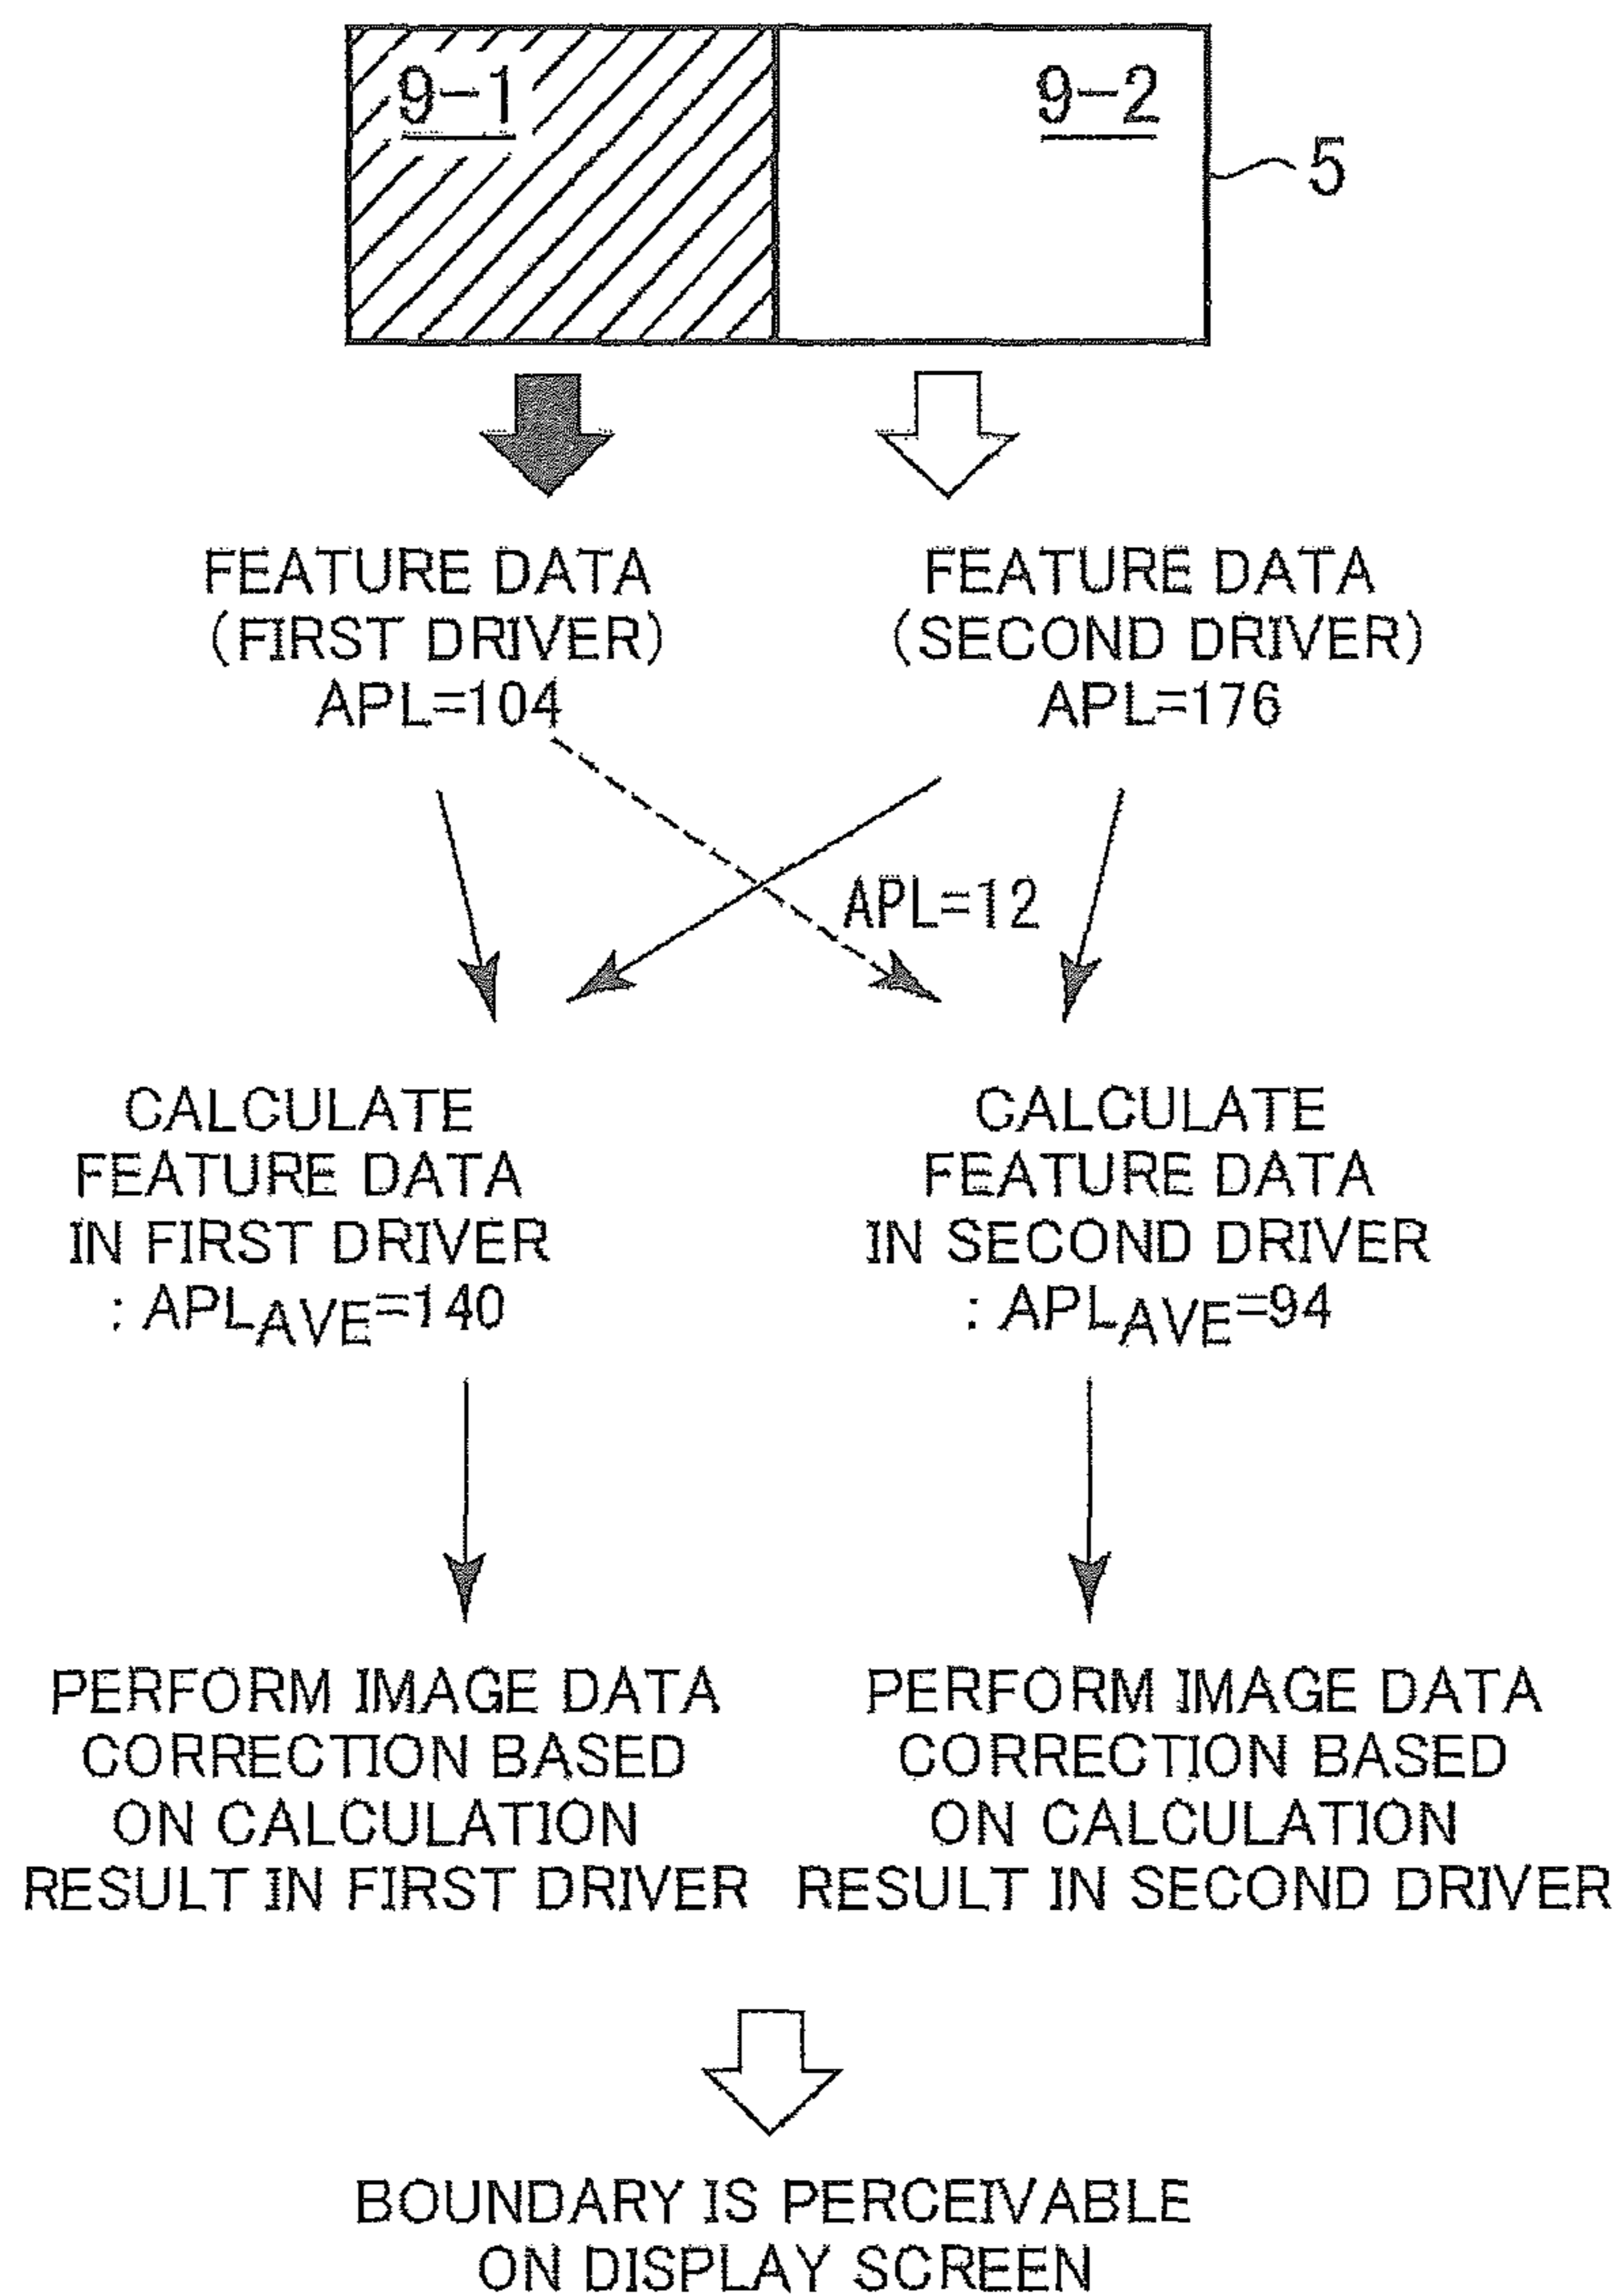 9-1
9-2
5
FEATURE DATA
(FIRST DRIVER)
APL=104
FEATURE DATA
(SECOND DRIVER)
APL=176
APL=12
CALCULATE
FEATURE DATA
IN FIRST DRIVER
: APLAVE=140
CALCULATE
FEATURE DATA
IN SECOND DRIVER
: APLAVE=94
PERFORM IMAGE DATA
CORRECTION BASED
ON CALCULATION
RESULT IN FIRST DRIVER
PERFORM IMAGE DATA
CORRECTION BASED
ON CALCULATION
RESULT IN SECOND DRIVER
BOUNDARY IS PERCEIVABLE
ON DISPLAY SCREEN